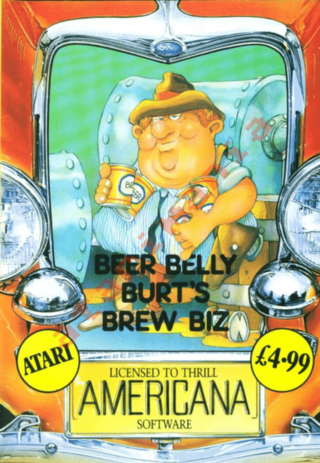 BEER BELLY
BURT'S
BREW BIZ
ATARI
£4·99
LICENSED TO THRILL
AMERICANA
SOFTWARE